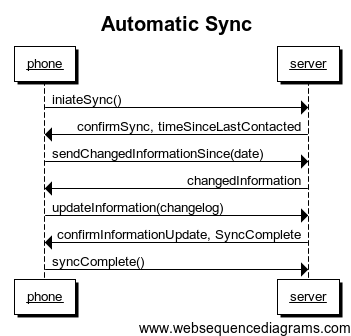 Automatic Sync
phone server
iniateSync()
confirmSync, timeSinceLastContacted
sendChangedInformationSince(date)
changedInformation
updateInformation(changelog)
confirmInformationUpdate, SyncComplete
syncComplete()
phone server
www.websequencediagrams.com